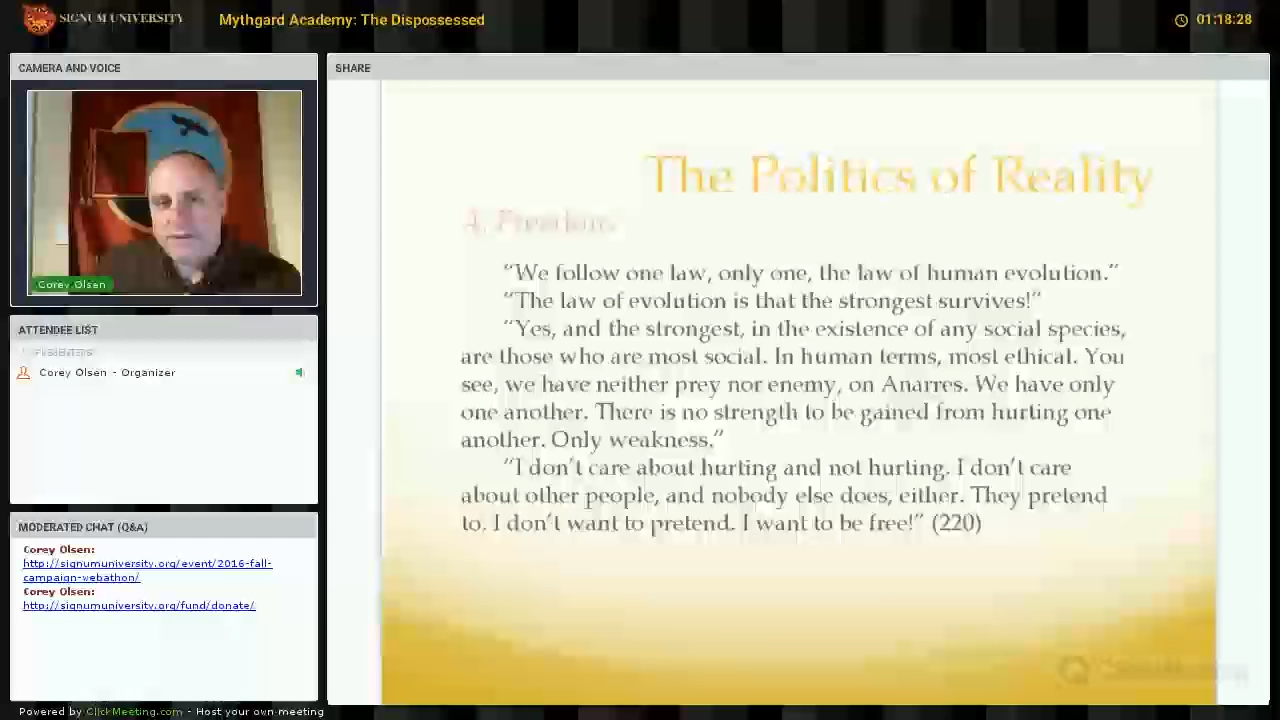 SIGNUM UNIVERSITY
Mythgard Academy: The Dispossessed
01:18:28
CAMERA AND VOICE
Corey Olsen
ATTENDEE LIST
Corey Olsen - Organizer
MODERATED CHAT (Q&A)
Corey Olsen:
http://signumuniversity.org/event/2016-fall-
campaign-webathon/
Corey Olsen:
http://signumuniversity.org/fund/donate/
Powered by ClickMeeting.com - Host your own meeting
SHARE
The Politics of Reality
“We follow one law, only one, the law of human evolution.”
“The law of evolution is that the strongest survives!”
“Yes, and the strongest, in the existence of any social species,
are those who are most social. In human terms, most ethical. You
see, we have neither prey nor enemy, on Anarres. We have only
one another. There is no strength to be gained from hurting one
another. Only weakness.”
“I don’t care about hurting and not hurting. I don’t care
about other people, and nobody else does, either. They pretend
to. I don’t want to pretend. I want to be free!” (220)